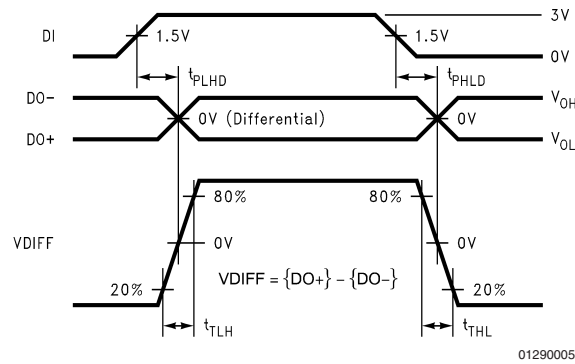 3V
DI
1.5V
1.5V
0V
tPLHD
tPHLD
DO-
VOH
0V (Differential)
0V
DO+
VOL
80%
80%
VDIFF
0V
0V
VDIFF = {DO+} - {DO-}
20%
20%
tTLH
tTHL
01290005